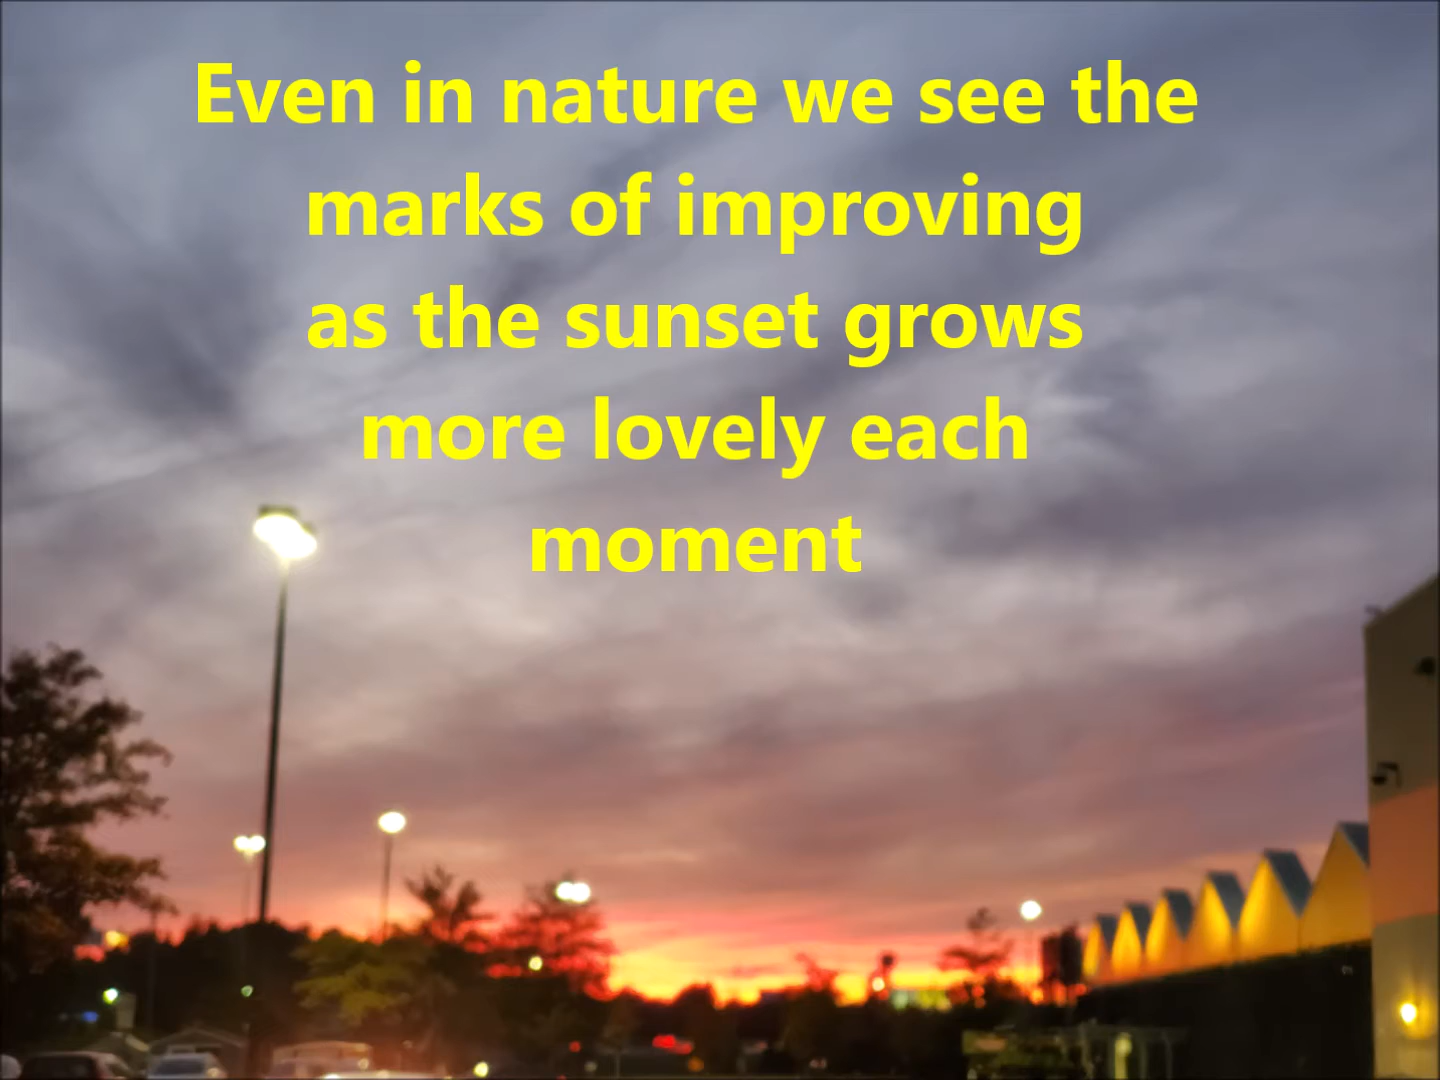 Even in nature we see the
marks of improving
as the sunset grows
more lovely each
moment